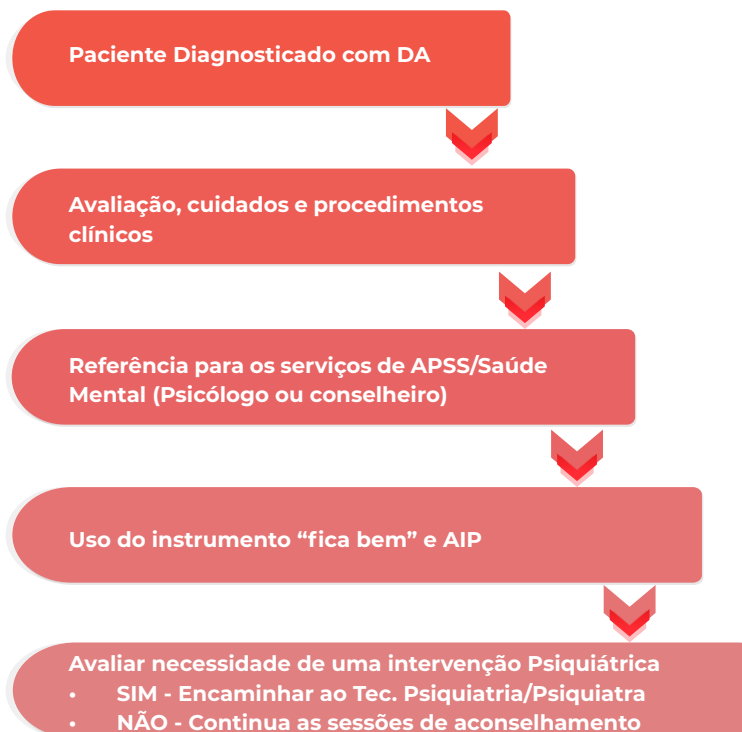 Paciente Diagnosticado com DA
Avaliação, cuidados e procedimentos
clínicos
Referência para os serviços de APSS/Saúde
Mental (Psicólogo ou conselheiro)
Uso do instrumento “fica bem” e AIP
Avaliar necessidade de uma intervenção Psiquiátrica
• SIM - Encaminhar ao Tec. Psiquiatria/Psiquiatra
• NÃO - Continua as sessões de aconselhamento